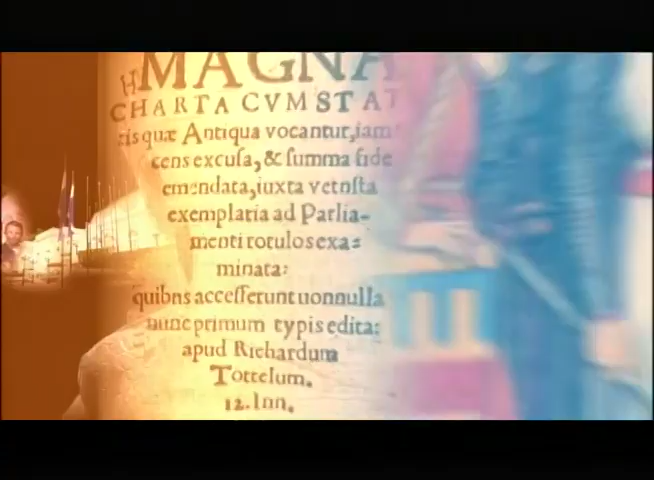 MAGNA
CHARTA CVM STAT
tis quæ Antiqua vocantur, iam
cens excusa, & summa fide
emendata, iuxta vetusta
exemplaria ad Parlia-
menti rotulos exa-
minata:
quibus accesserunt nonnulla
nunc primum typis edita:
apud Richardum
Tottelum.
12. Iun.